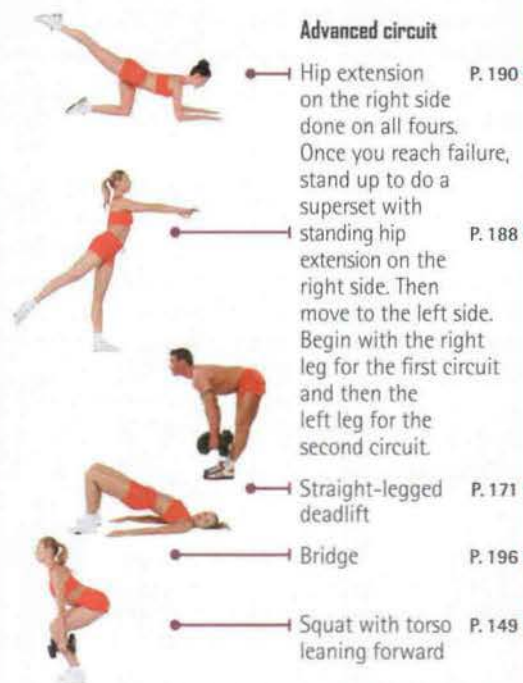 Advanced circuit
Hip extension P. 190
on the right side
done on all fours.
Once you reach failure,
stand up to do a
superset with
standing hip P. 188
extension on the
right side. Then
move to the left side.
Begin with the right
leg for the first circuit
and then the
left leg for the
second circuit.
Straight-legged P. 171
deadlift
Bridge P. 196
Squat with torso P. 149
leaning forward